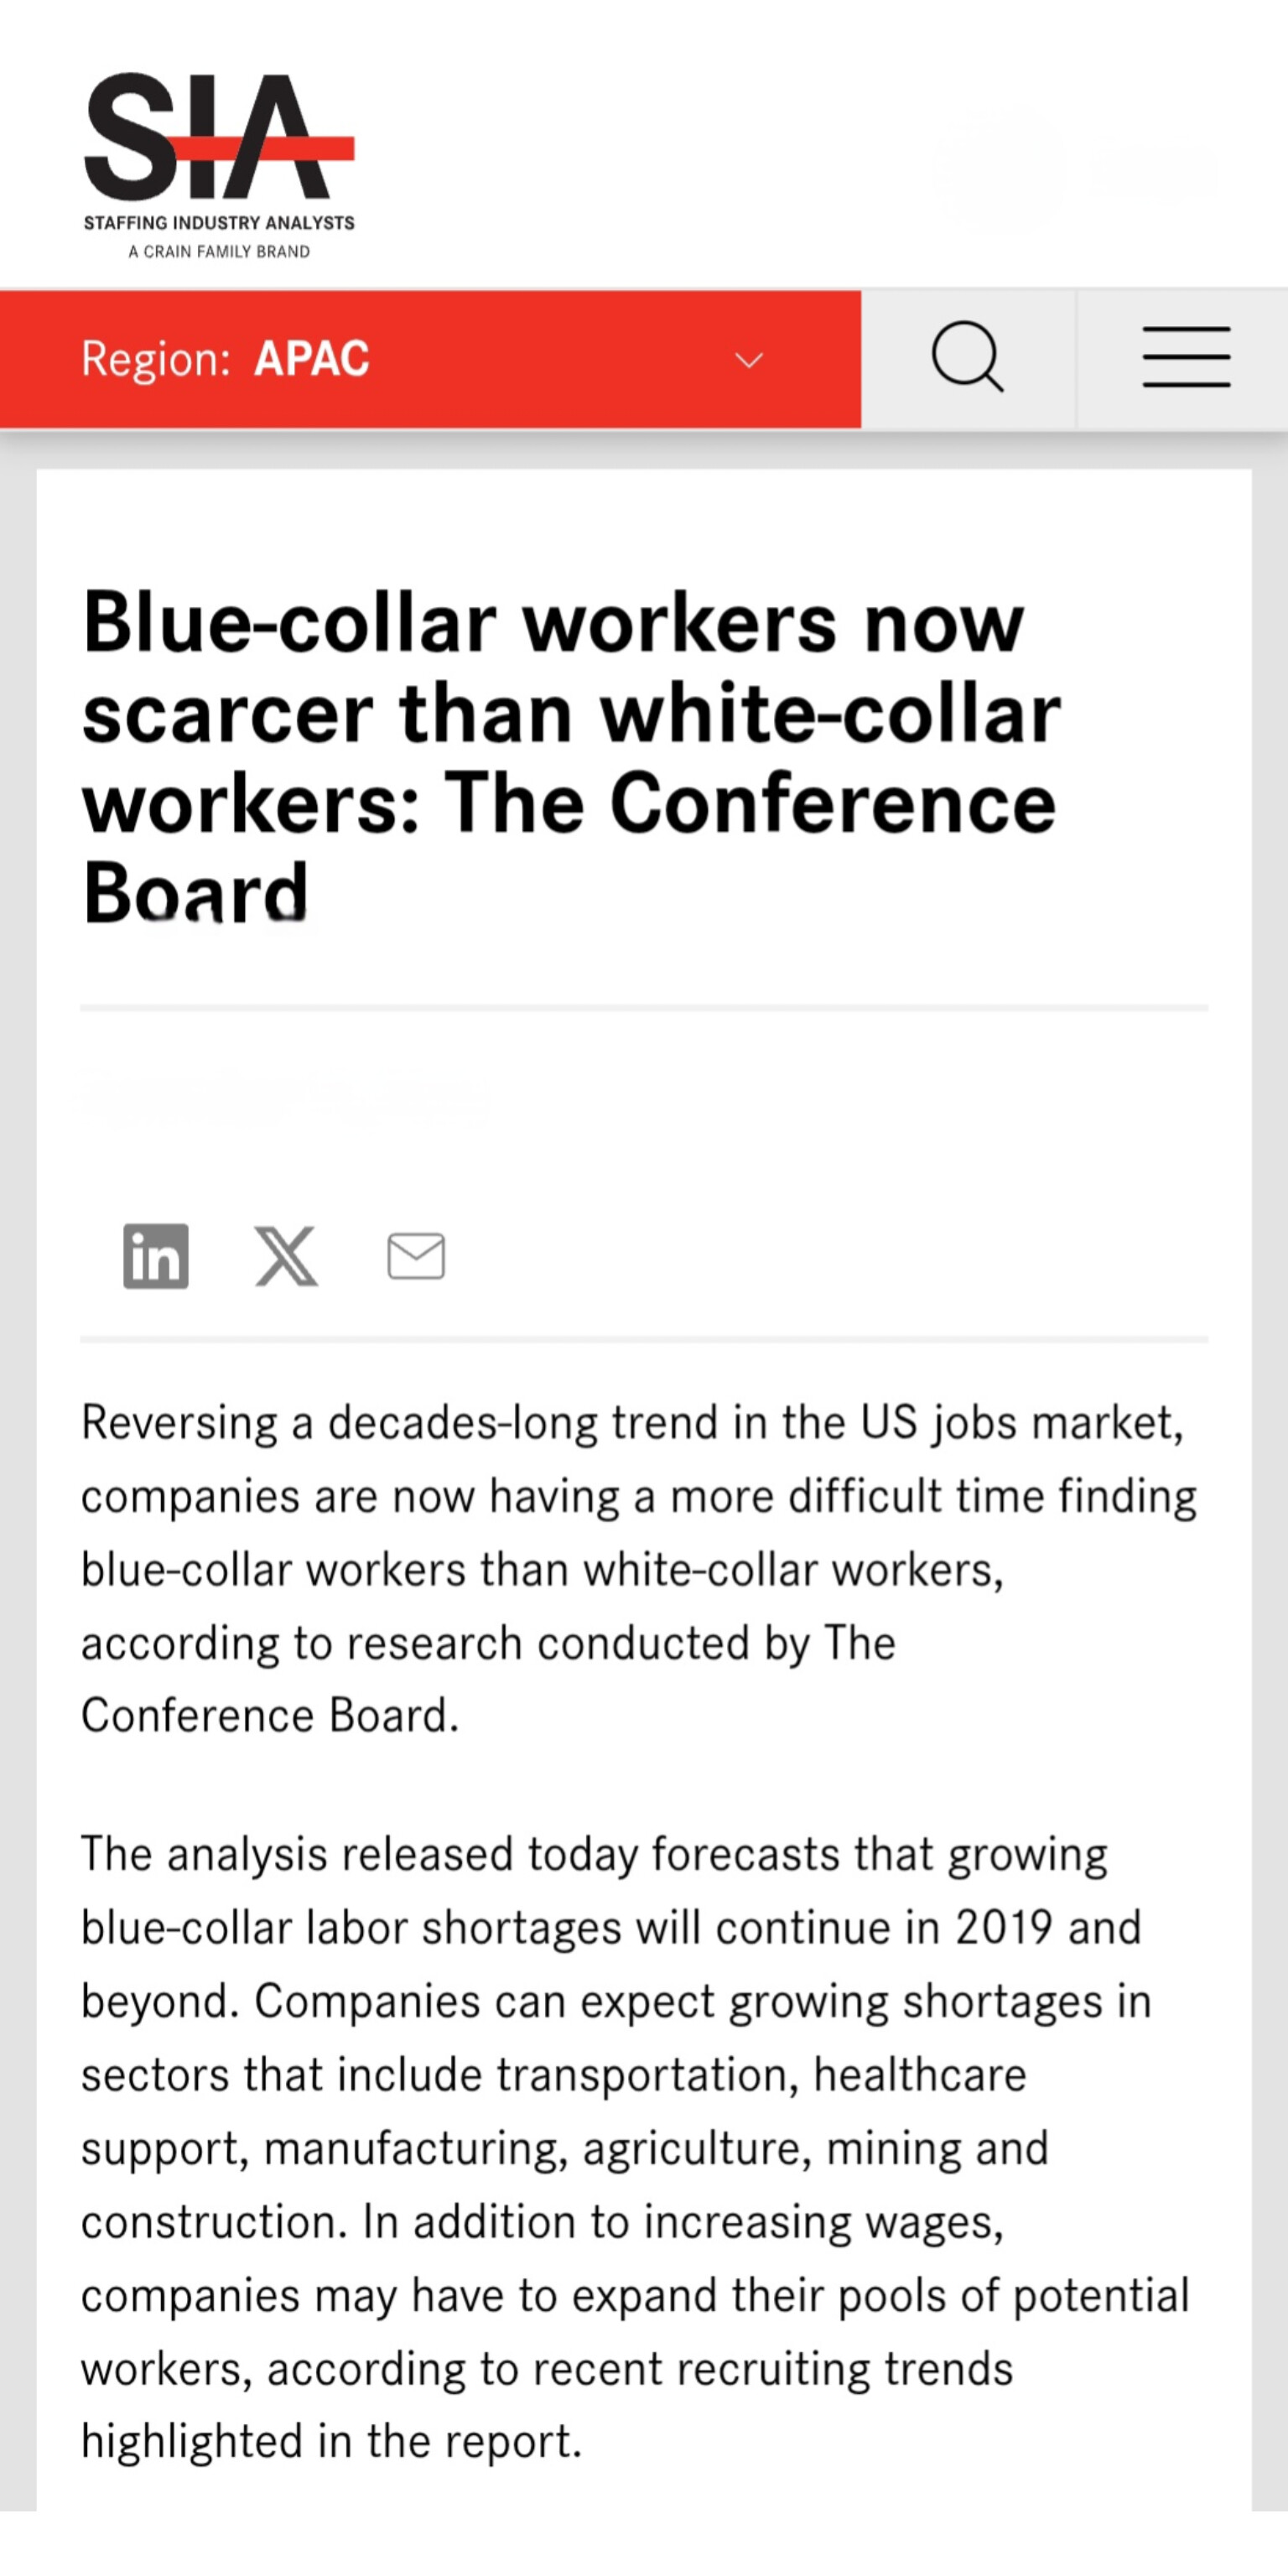 SIA
STAFFING INDUSTRY ANALYSTS
A CRAIN FAMILY BRAND
Region: APAC
Blue-collar workers now
scarcer than white-collar
workers: The Conference
Board
in
X
Reversing a decades-long trend in the US jobs market,
companies are now having a more difficult time finding
blue-collar workers than white-collar workers,
according to research conducted by The
Conference Board.
The analysis released today forecasts that growing
blue-collar labor shortages will continue in 2019 and
beyond. Companies can expect growing shortages in
sectors that include transportation, healthcare
support, manufacturing, agriculture, mining and
construction. In addition to increasing wages,
companies may have to expand their pools of potential
workers, according to recent recruiting trends
highlighted in the report.